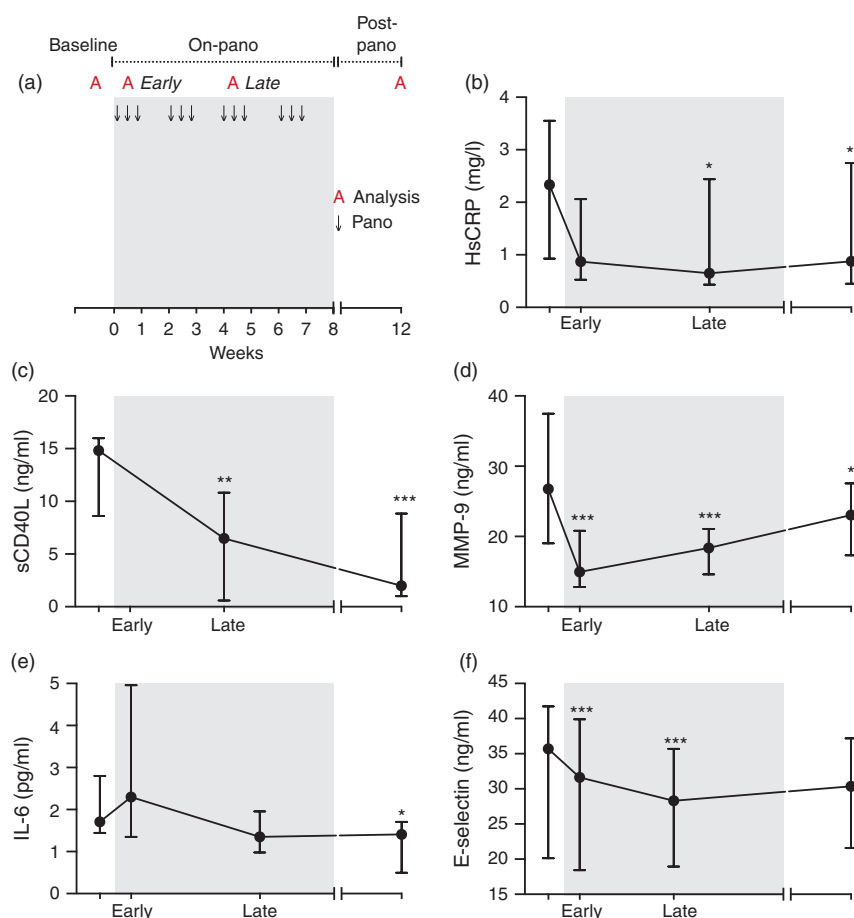 Baseline
On-pano
Post-
pano
(a)
A
A Early
A Late
A
A Analysis
↓ Pano
0 1 2 3 4 5 6 7 8 12
Weeks
(b)
HsCRP (mg/l)
4
3
2
1
0
*
*
Early
Late
(c)
sCD40L (ng/ml)
20
15
10
5
0
**
***
Early
Late
(d)
MMP-9 (ng/ml)
40
30
20
10
***
***
*
Early
Late
(e)
IL-6 (pg/ml)
5
4
3
2
1
0
*
Early
Late
(f)
E-selectin (ng/ml)
45
40
35
30
25
20
15
***
***
Early
Late